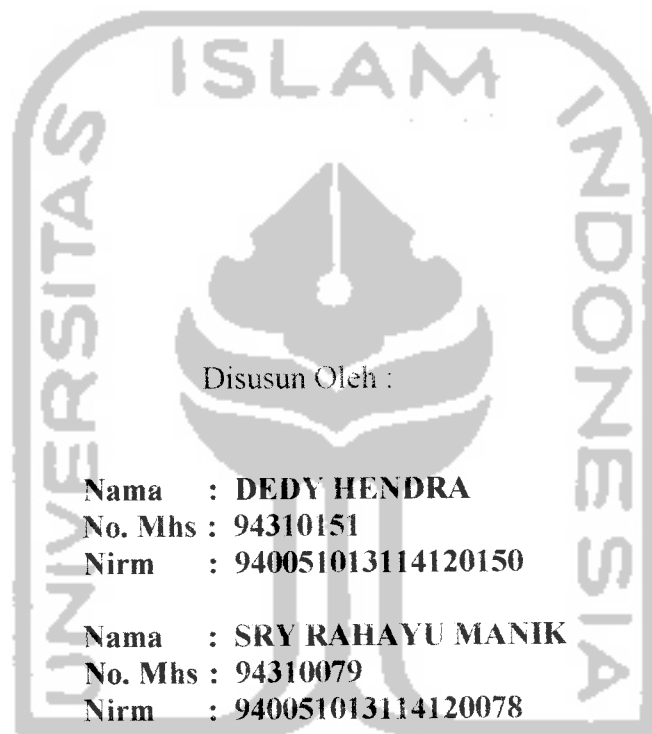 UNIVERSITAS ISLAM INDONESIA
Disusun Oleh :
Nama : DEDY HENDRA
No. Mhs : 94310151
Nirm : 940051013114120150
Nama : SRY RAHAYU MANIK
No. Mhs : 94310079
Nirm : 940051013114120078